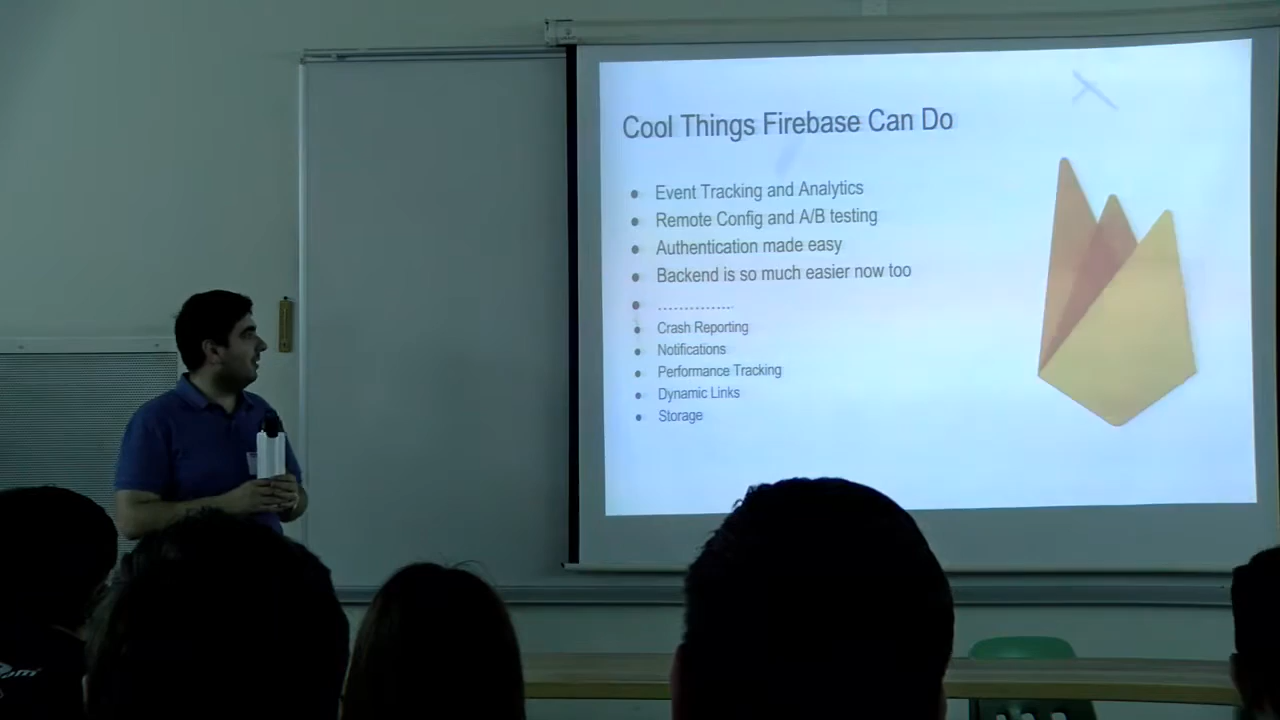 Cool Things Firebase Can Do
● Event Tracking and Analytics
● Remote Config and A/B testing
● Authentication made easy
● Backend is so much easier now too
● ..............
● Crash Reporting
● Notifications
● Performance Tracking
● Dynamic Links
● Storage